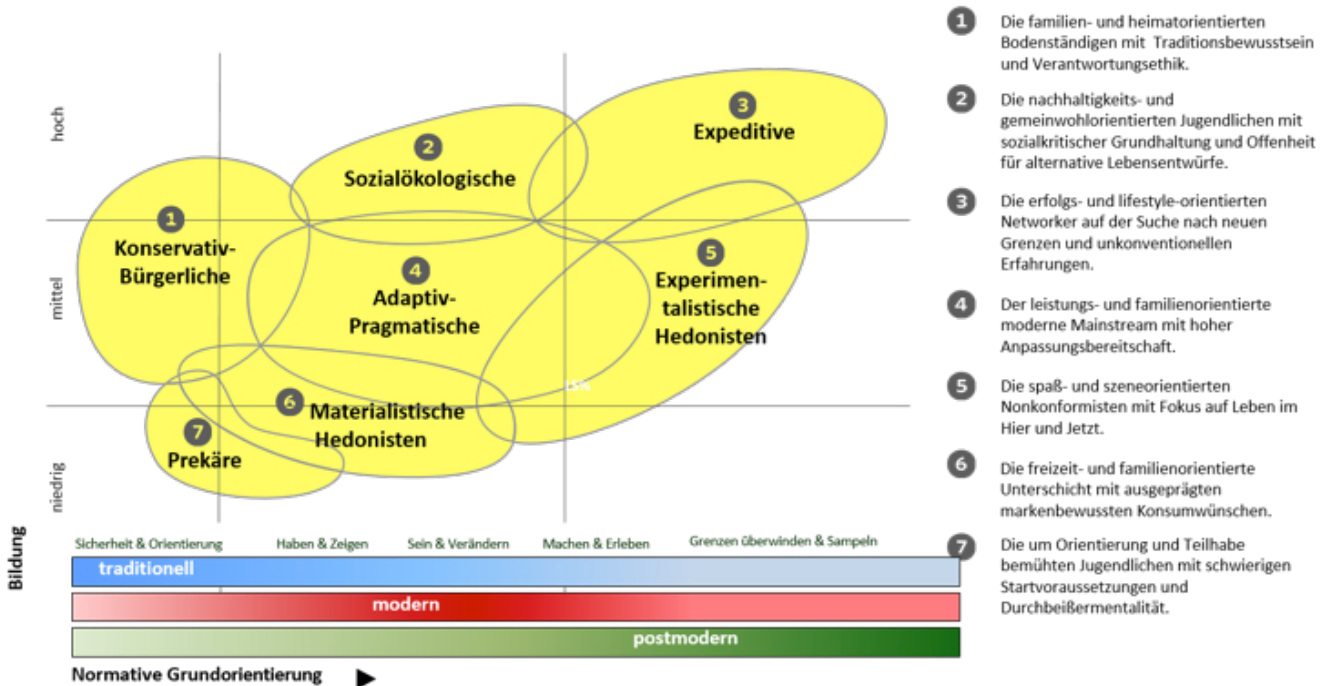 hoch
mittel
niedrig
Bildung
1
Konservativ-
Bürgerliche
2
Sozialökologische
3
Expeditive
4
Adaptiv-
Pragmatische
5
Experimen-
talistische
Hedonisten
15%
6
Materialistische
Hedonisten
7
Prekäre
Sicherheit & Orientierung
Haben & Zeigen
Sein & Verändern
Machen & Erleben
Grenzen überwinden & Sampeln
traditionell
modern
postmodern
Normative Grundorientierung
1
Die familien- und heimatorientierten
Bodenständigen mit Traditionsbewusstsein
und Verantwortungsethik.
2
Die nachhaltigkeits- und
gemeinwohlorientierten Jugendlichen mit
sozialkritischer Grundhaltung und Offenheit
für alternative Lebensentwürfe.
3
Die erfolgs- und lifestyle-orientierten
Networker auf der Suche nach neuen
Grenzen und unkonventionellen
Erfahrungen.
4
Der leistungs- und familienorientierte
moderne Mainstream mit hoher
Anpassungsbereitschaft.
5
Die spaß- und szeneorientierten
Nonkonformisten mit Fokus auf Leben im
Hier und Jetzt.
6
Die freizeit- und familienorientierte
Unterschicht mit ausgeprägten
markenbewussten Konsumwünschen.
7
Die um Orientierung und Teilhabe
bemühten Jugendlichen mit schwierigen
Startvoraussetzungen und
Durchbeißermentalität.